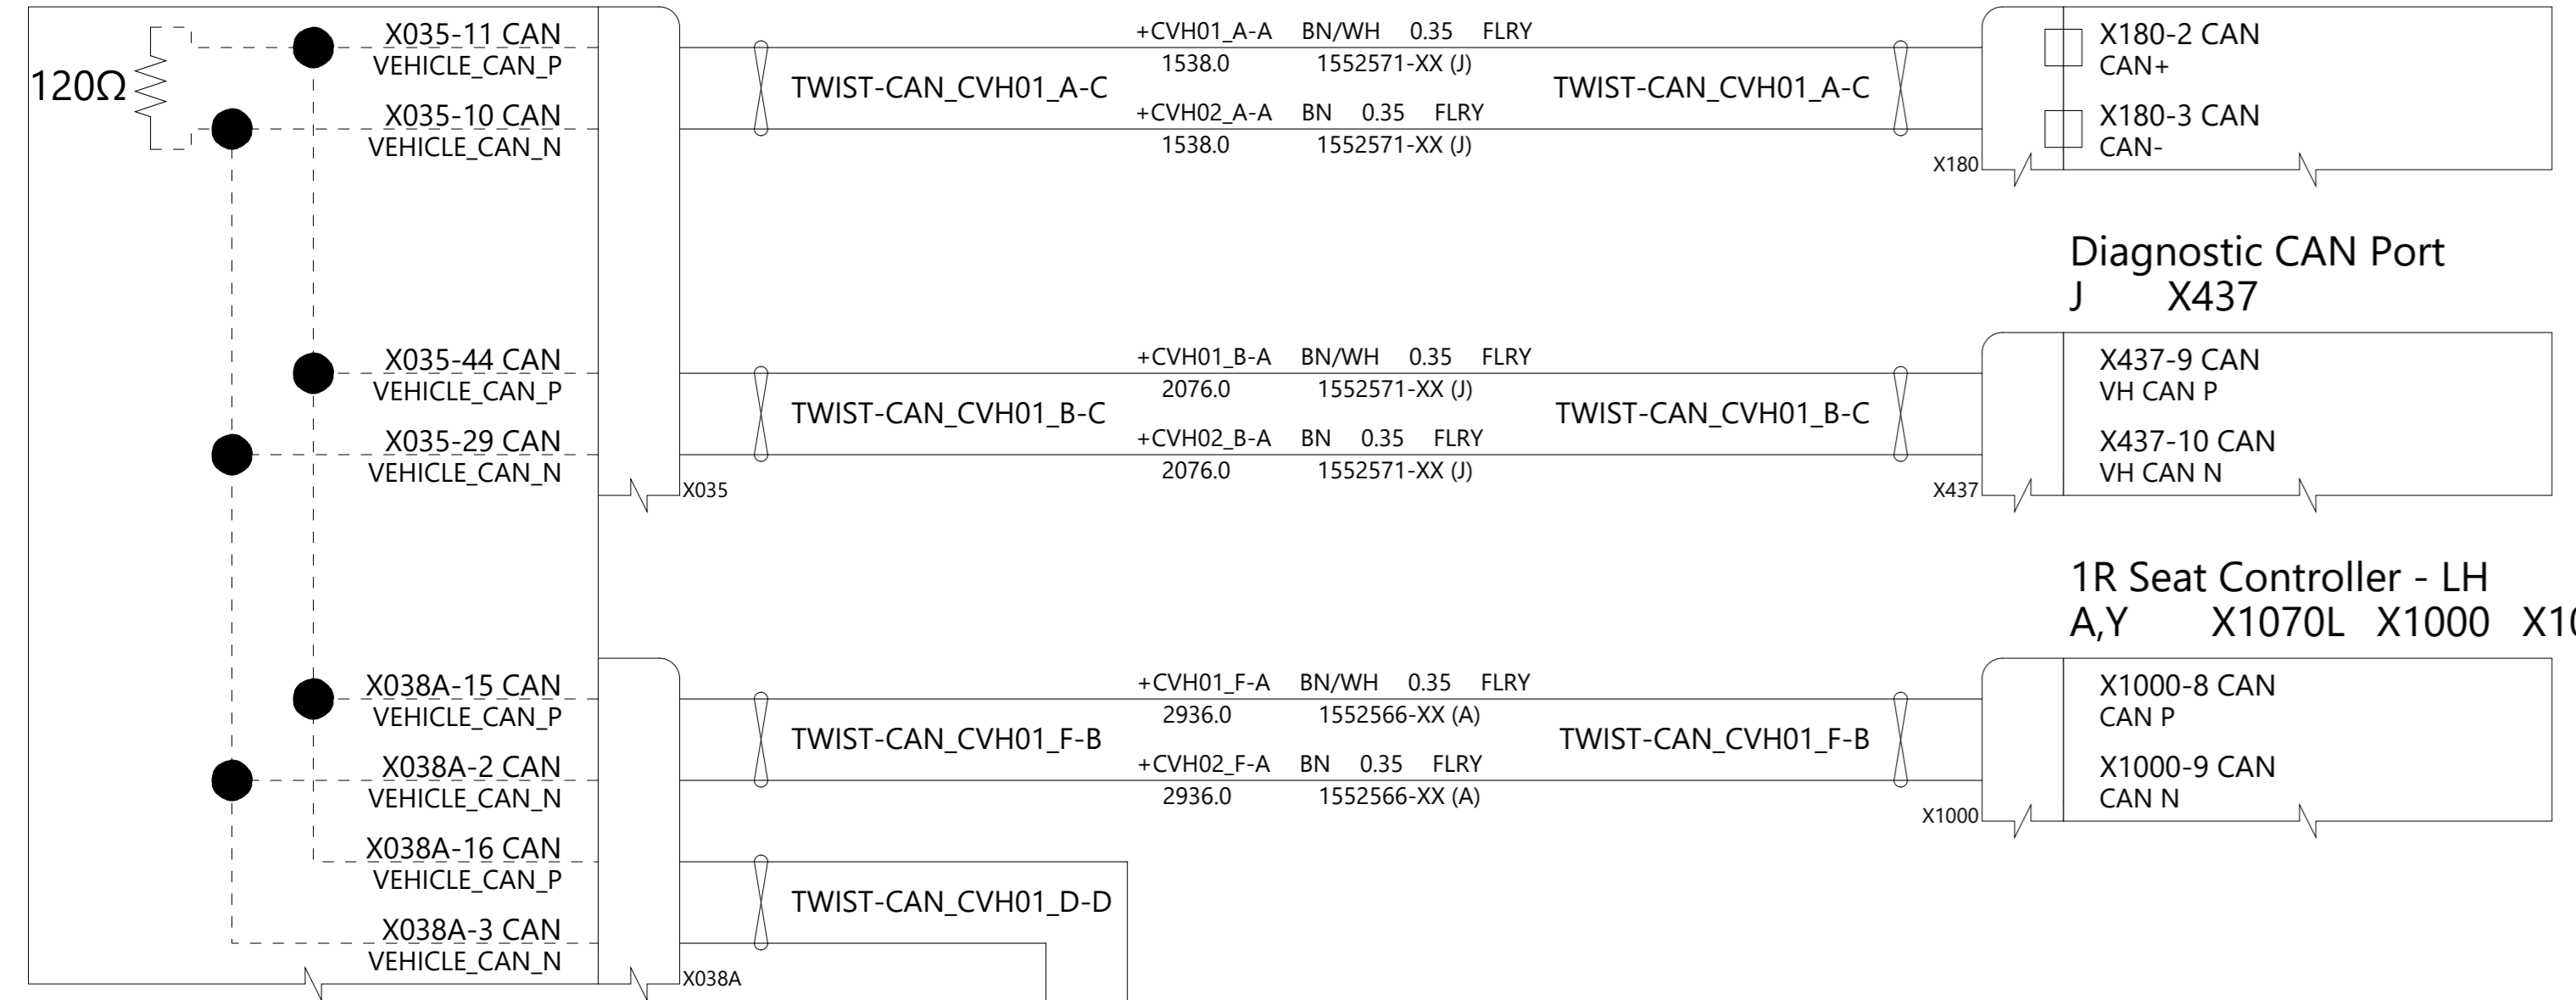 120Ω
X035-11 CAN
VEHICLE_CAN_P
X035-10 CAN
VEHICLE_CAN_N
X035-44 CAN
VEHICLE_CAN_P
X035-29 CAN
VEHICLE_CAN_N
X035
X038A-15 CAN
VEHICLE_CAN_P
X038A-2 CAN
VEHICLE_CAN_N
X038A-16 CAN
VEHICLE_CAN_P
X038A-3 CAN
VEHICLE_CAN_N
X038A
TWIST-CAN_CVH01_A-C
+CVH01_A-A BN/WH 0.35 FLRY
1538.0 1552571-XX (J)
+CVH02_A-A BN 0.35 FLRY
1538.0 1552571-XX (J)
TWIST-CAN_CVH01_A-C
X180
X180-2 CAN
CAN+
X180-3 CAN
CAN-
TWIST-CAN_CVH01_B-C
+CVH01_B-A BN/WH 0.35 FLRY
2076.0 1552571-XX (J)
+CVH02_B-A BN 0.35 FLRY
2076.0 1552571-XX (J)
TWIST-CAN_CVH01_B-C
Diagnostic CAN Port
J X437
X437
X437-9 CAN
VH CAN P
X437-10 CAN
VH CAN N
TWIST-CAN_CVH01_F-B
+CVH01_F-A BN/WH 0.35 FLRY
2936.0 1552566-XX (A)
+CVH02_F-A BN 0.35 FLRY
2936.0 1552566-XX (A)
TWIST-CAN_CVH01_F-B
1R Seat Controller - LH
A,Y X1070L X1000
X1000
X1000-8 CAN
CAN P
X1000-9 CAN
CAN N
TWIST-CAN_CVH01_D-D